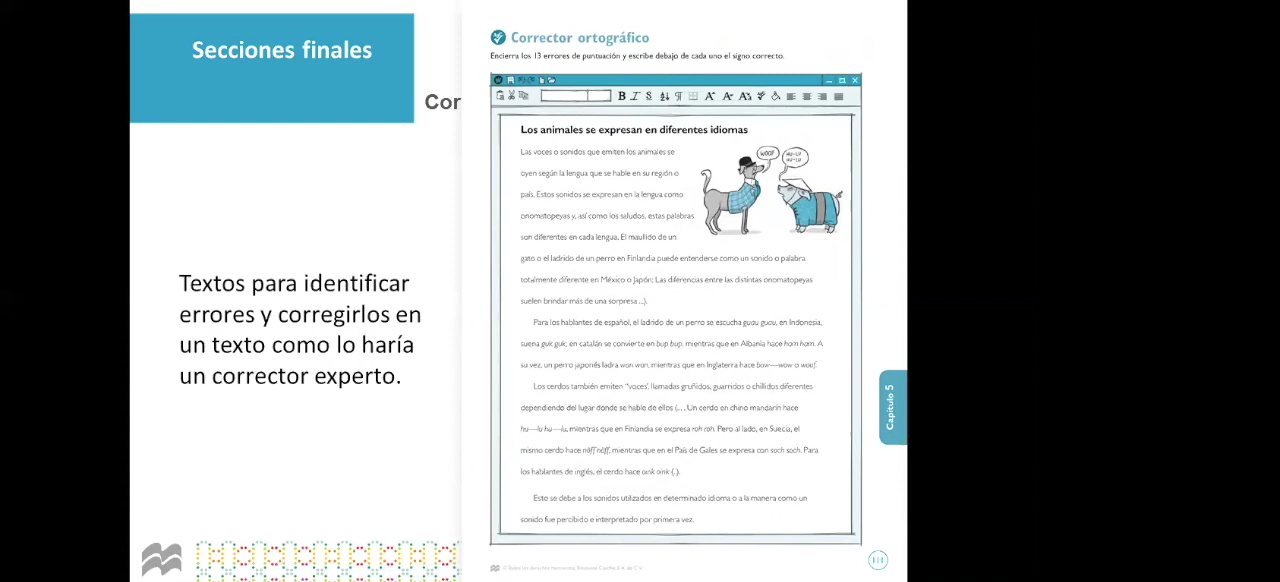 Secciones finales
Cor
Textos para identificar
errores y corregirlos en
un texto como lo haría
un corrector experto.
Corrector ortográfico
Encierra los 13 errores de puntuación y escribe debajo de cada uno el signo correcto.
Los animales se expresan en diferentes idiomas
Las voces o sonidos que emiten los animales se
oyen según la lengua que se hable en su región o
país. Estos sonidos se expresan en la lengua como
onomatopeyas y, así como los saludos, estas palabras
son diferentes en cada lengua. El maullido de un
gato o el ladrido de un perro en Finlandia puede entenderse como un sonido o palabra
totalmente diferente en México o Japón; Las diferencias entre las distintas onomatopeyas
suelen brindar más de una sorpresa ...).
Para los hablantes de español, el ladrido de un perro se escucha guau guau, en Indonesia,
suena guk guk; en catalán se convierte en bup bup, mientras que en Albania hace ham ham. A
su vez, un perro japonés ladra wan wan, mientras que en Inglaterra hace bow—wow o woof.
Los cerdos también emiten "voces', llamadas gruñidos, guarridos o chillidos diferentes
dependiendo del lugar donde se hable de ellos (... . Un cerdo en chino mandarín hace
hu—lu hu—lu, mientras que en Finlandia se expresa roh roh. Pero al lado, en Suecia, el
mismo cerdo hace nöff nöff, mientras que en el País de Gales se expresa con soch soch. Para
los hablantes de inglés, el cerdo hace oink oink (..).
Esto se debe a los sonidos utilizados en determinado idioma o a la manera como un
sonido fue percibido e interpretado por primera vez.
WOOF
HU-LU
HU-LU
Capítulo 5